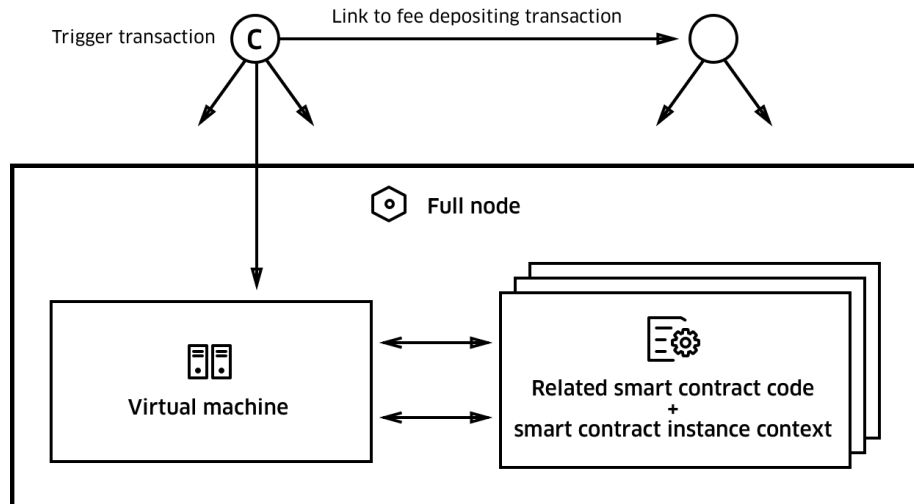 Link to fee depositing transaction
Trigger transaction
C
Full node
Virtual machine
Related smart contract code
+
smart contract instance context